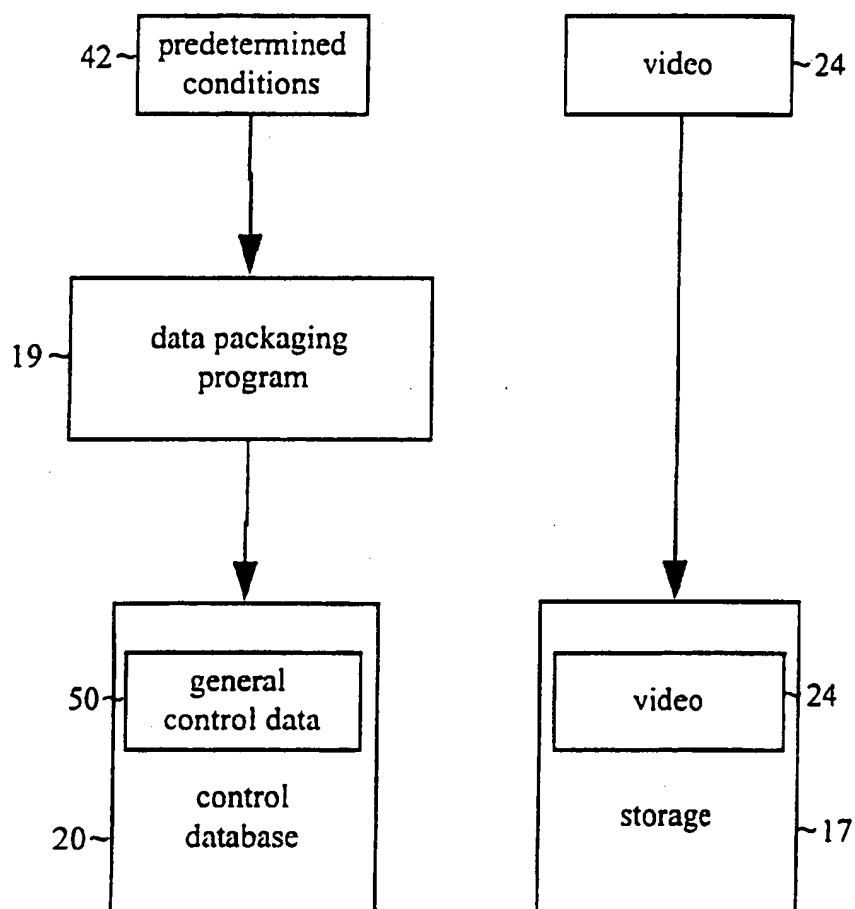 42
predetermined
conditions
video
24
19
data packaging
program
50
general
control data
control
database
20
video
24
storage
17